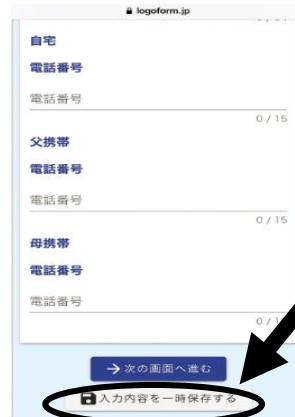 logoform.jp
自宅
電話番号
電話番号
0 / 15
父携帯
電話番号
電話番号
0 / 15
母携帯
電話番号
電話番号
→ 次の画面へ進む
入力内容を一時保存する